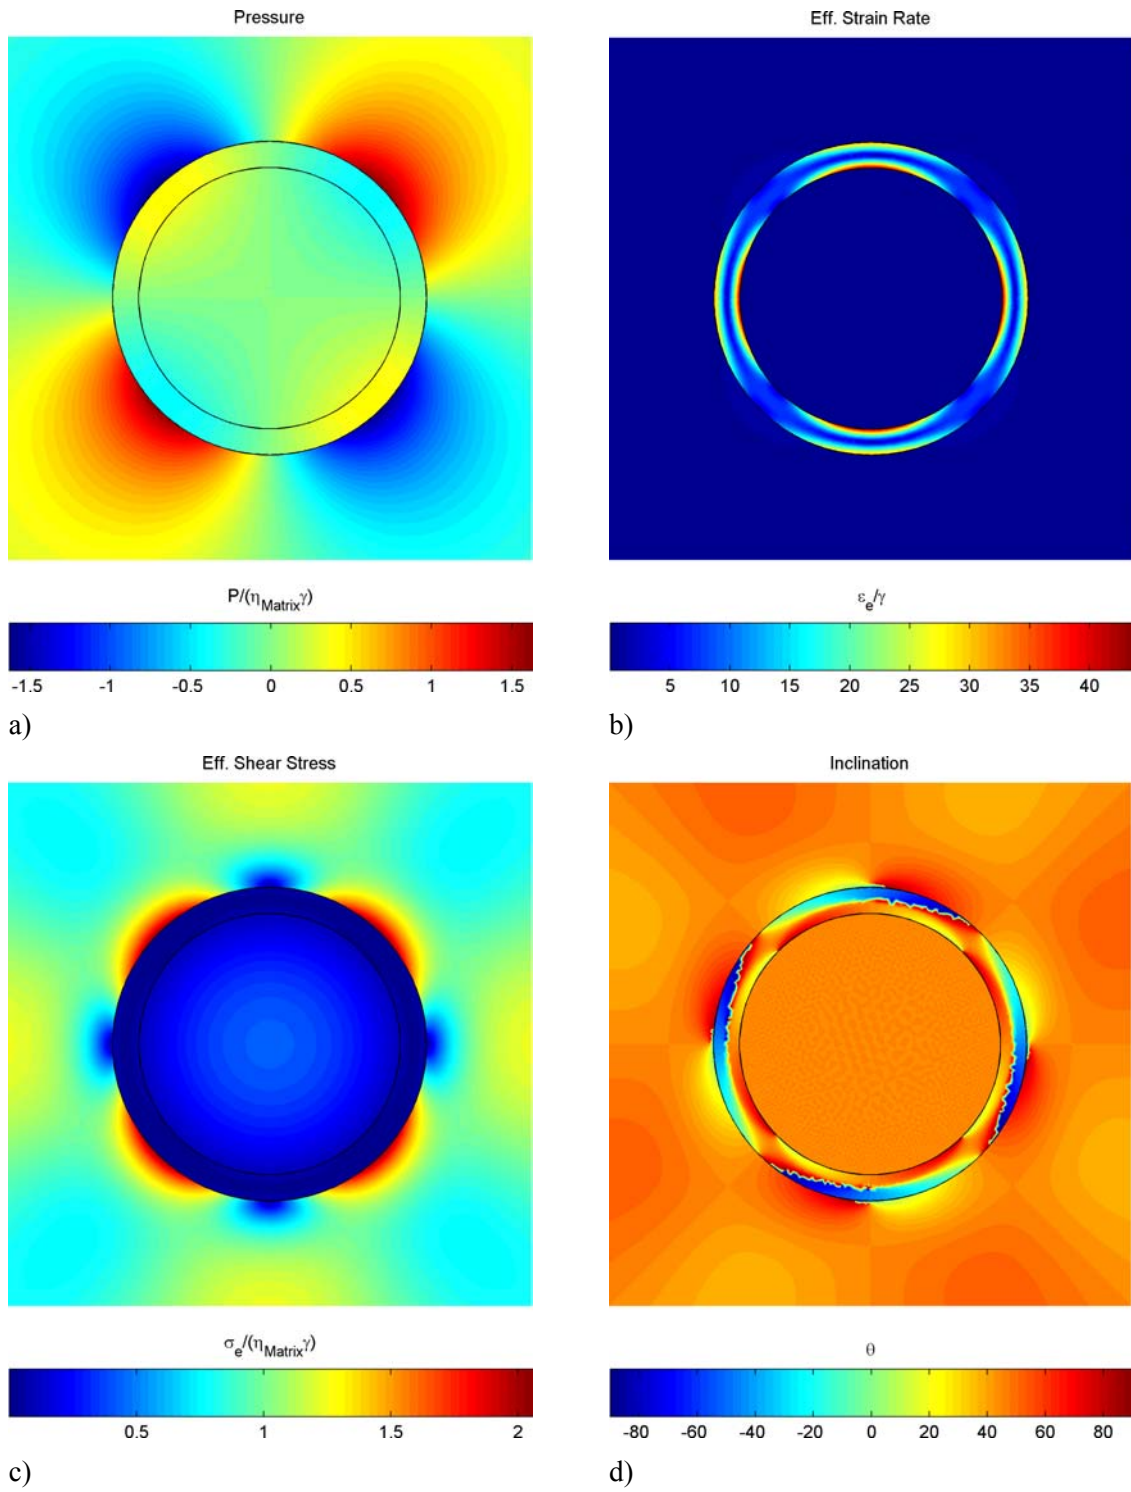 Pressure
Eff. Strain Rate
P/(η_Matrix γ)
ε_e/γ
-1.5 -1 -0.5 0 0.5 1 1.5
5 10 15 20 25 30 35 40
a)
b)
Eff. Shear Stress
Inclination
σ_e/(η_Matrix γ)
θ
0.5 1 1.5 2
-80 -60 -40 -20 0 20 40 60 80
c)
d)